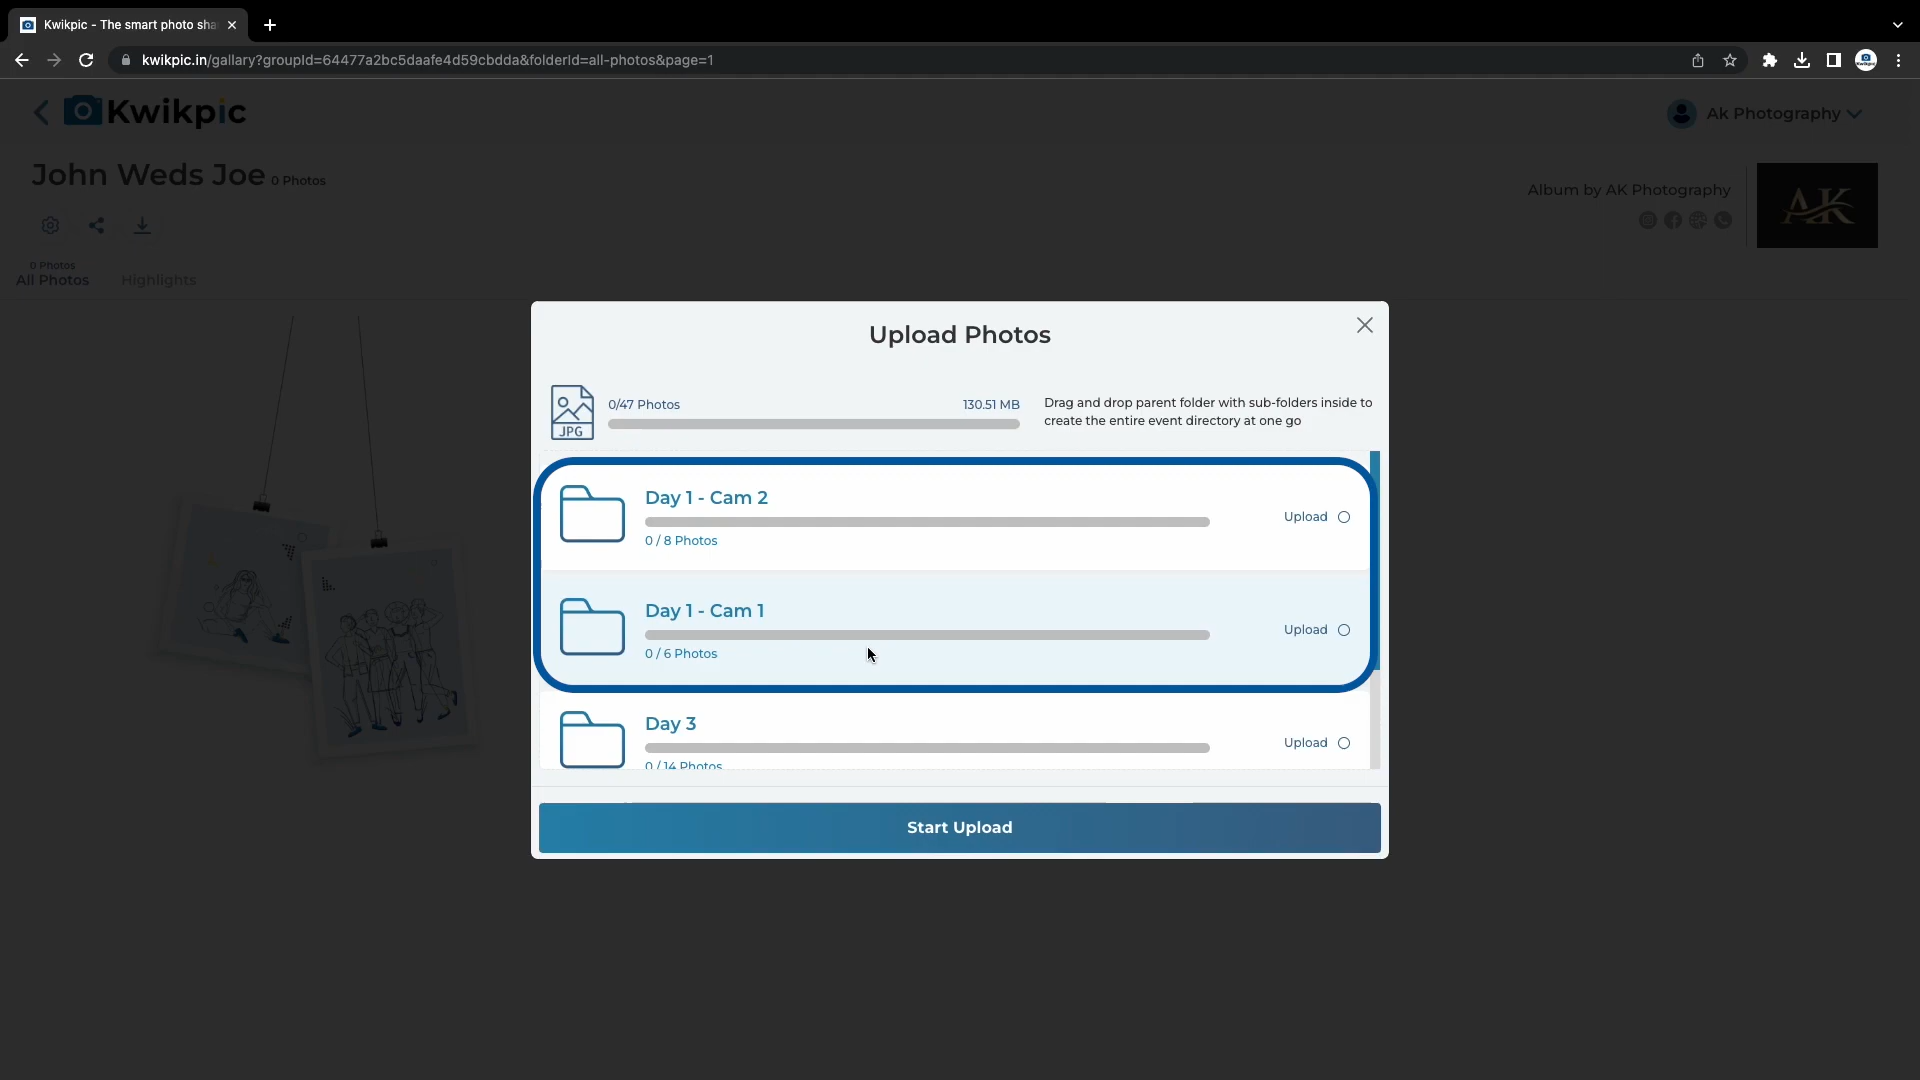 Kwikpic - The smart photo sha
kwikpic.in/gallary?groupId=64477a2bc5daafe4d59cbdda&folderId=all-photos&page=1
Kwikpic
Ak Photography
John Weds Joe 0 Photos
Album by AK Photography
AK
0 Photos
All Photos
Highlights
Upload Photos
JPG
0/47 Photos
130.51 MB
Drag and drop parent folder with sub-folders inside to
create the entire event directory at one go
Day 1 - Cam 2
0 / 8 Photos
Upload
Day 1 - Cam 1
0 / 6 Photos
Upload
Day 3
0 / 14 Photos
Upload
Start Upload